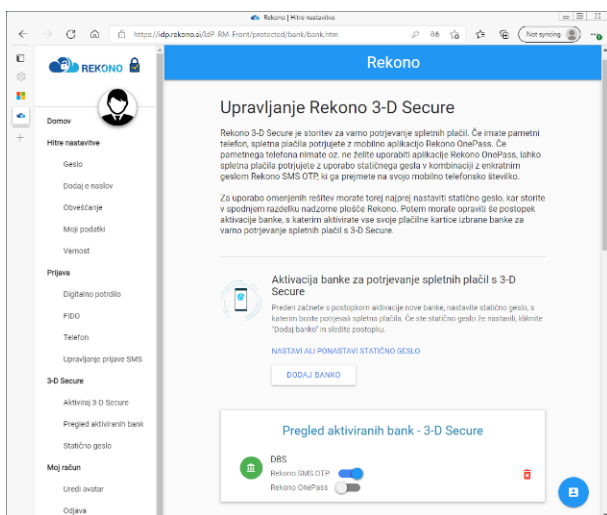 Rekono | Hitre nastavitve
https://idp.rekono.si/IdP-RM-Front/protected/bank/bank.htm
Not syncing
REKONO
Rekono
Domov
Hitre nastavitve
Geslo
Dodaj e naslov
Obveščanje
Moji podatki
Varnost
Prijava
Digitalno potrdilo
FIDO
Telefon
Upravljanje prijave SMS
3-D Secure
Aktiviraj 3-D Secure
Pregled aktiviranih bank
Statično geslo
Moj račun
Uredi avatar
Odjava
Upravljanje Rekono 3-D Secure
Rekono 3-D Secure je storitev za varno potrjevanje spletnih plačil. Če imate pametni
telefon, spletna plačila potrjujete z mobilno aplikacijo Rekono OnePass. Če
pametnega telefona nimate oz. ne želite uporabiti aplikacije Rekono OnePass, lahko
spletna plačila potrjujete z uporabo statičnega gesla v kombinaciji z enkratnim
geslom Rekono SMS OTP, ki ga prejmete na svojo mobilno telefonsko številko.
Za uporabo omenjenih rešitev morate torej najprej nastaviti statično geslo, kar storite
v spodnjem razdelku nadzorne plošče Rekono. Potem morate opraviti še postopek
aktivacije banke, s katerim aktivirate vse svoje plačilne kartice izbrane banke za
varno potrjevanje spletnih plačil s 3-D Secure.
Aktivacija banke za potrjevanje spletnih plačil s 3-D
Secure
Preden začnete s postopkom aktivacije nove banke, nastavite statično geslo, s
katerim boste potrjevali spletna plačila. Če ste statično geslo že nastavili, kliknite
"Dodaj banko" in sledite postopku.
NASTAVI ALI PONASTAVI STATIČNO GESLO
DODAJ BANKO
Pregled aktiviranih bank - 3-D Secure
DBS
Rekono SMS OTP
Rekono OnePass